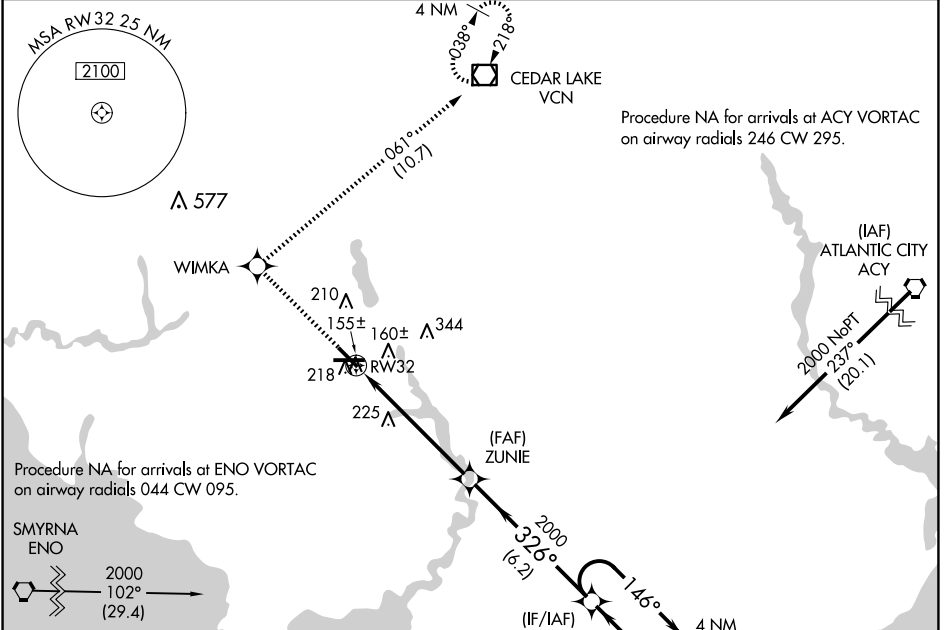 MSA RW32 25 NM
2100
4 NM
038°
218°
CEDAR LAKE
VCN
Procedure NA for arrivals at ACY VORTAC
on airway radials 246 CW 295.
061°
(10.7)
577
(IAF)
ATLANTIC CITY
ACY
WIMKA
210
155±
160±
344
218
RW32
2000 NoPT
237°
(20.1)
225
(FAF)
ZUNIE
Procedure NA for arrivals at ENO VORTAC
on airway radials 044 CW 095.
SMYRNA
ENO
2000
102°
(29.4)
2000
326°
(6.2)
146°
(IF/IAF)
4 NM